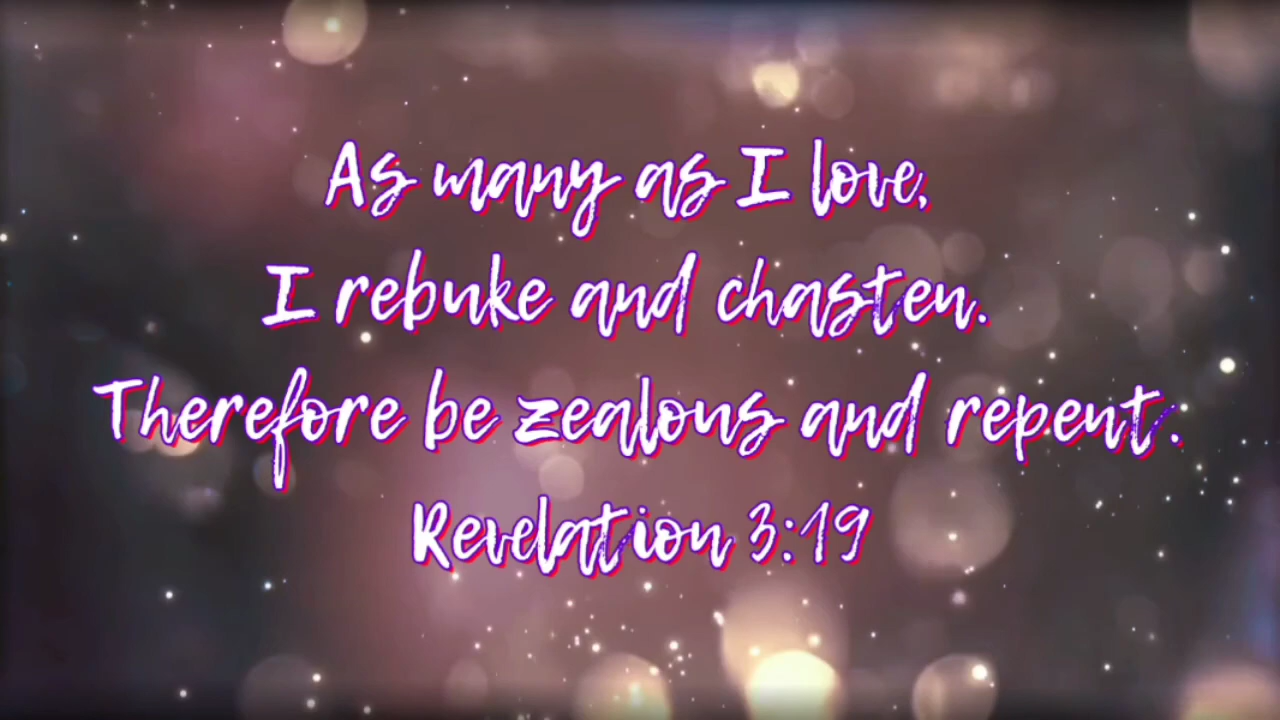 As many as I love,
I rebuke and chasten.
Therefore be zealous and repent.
Revelation 3:19